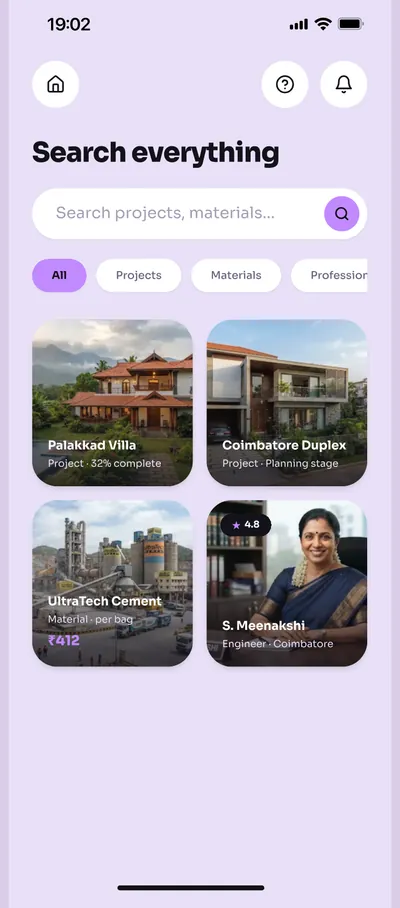 19:02
Search everything
Search projects, materials...
All
Projects
Materials
Profession
Palakkad Villa
Project · 32% complete
Coimbatore Duplex
Project · Planning stage
UltraTech Cement
Material · per bag
₹412
★ 4.8
S. Meenakshi
Engineer · Coimbatore